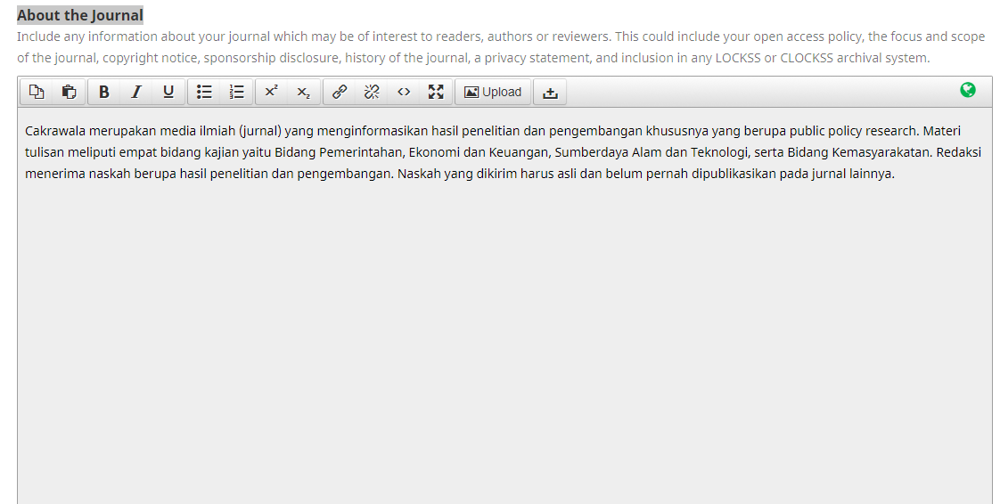 About the Journal
Include any information about your journal which may be of interest to readers, authors or reviewers. This could include your open access policy, the focus and scope
of the journal, copyright notice, sponsorship disclosure, history of the journal, a privacy statement, and inclusion in any LOCKSS or CLOCKSS archival system.
B I U x² x₂ <> Upload
Cakrawala merupakan media ilmiah (jurnal) yang menginformasikan hasil penelitian dan pengembangan khususnya yang berupa public policy research. Materi
tulisan meliputi empat bidang kajian yaitu Bidang Pemerintahan, Ekonomi dan Keuangan, Sumberdaya Alam dan Teknologi, serta Bidang Kemasyarakatan. Redaksi
menerima naskah berupa hasil penelitian dan pengembangan. Naskah yang dikirim harus asli dan belum pernah dipublikasikan pada jurnal lainnya.